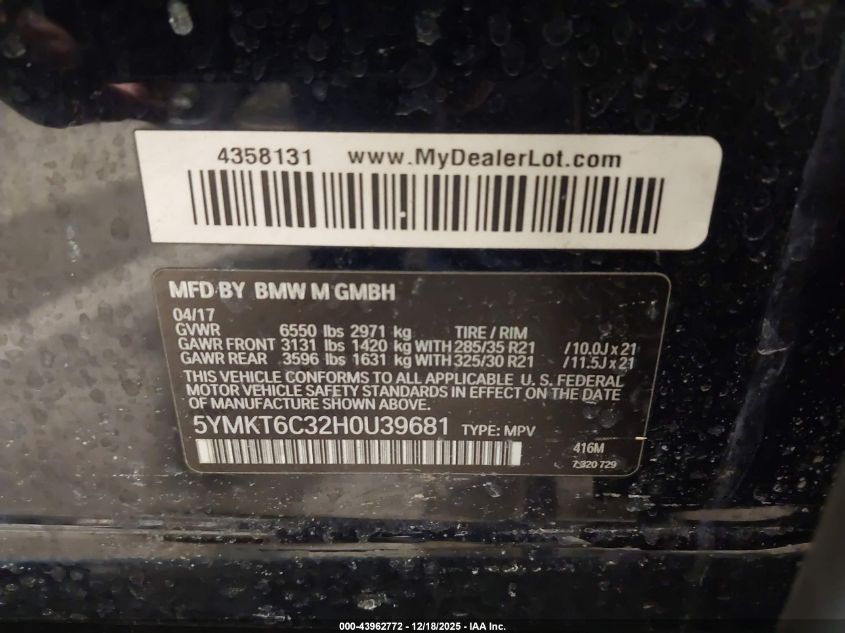 4358131 www.MyDealerLot.com
MFD BY BMW M GMBH
04/17
GVWR 6550 lbs 2971 kg TIRE / RIM
GAWR FRONT 3131 lbs 1420 kg WITH 285/35 R21 /10.0J x 21
GAWR REAR 3596 lbs 1631 kg WITH 325/30 R21 /11.5J x 21
THIS VEHICLE CONFORMS TO ALL APPLICABLE U. S. FEDERAL
MOTOR VEHICLE SAFETY STANDARDS IN EFFECT ON THE DATE
OF MANUFACTURE SHOWN ABOVE.
5YMKT6C32H0U39681 TYPE: MPV
416M
7 320 729
000-43962772 - 12/18/2025 - IAA Inc.